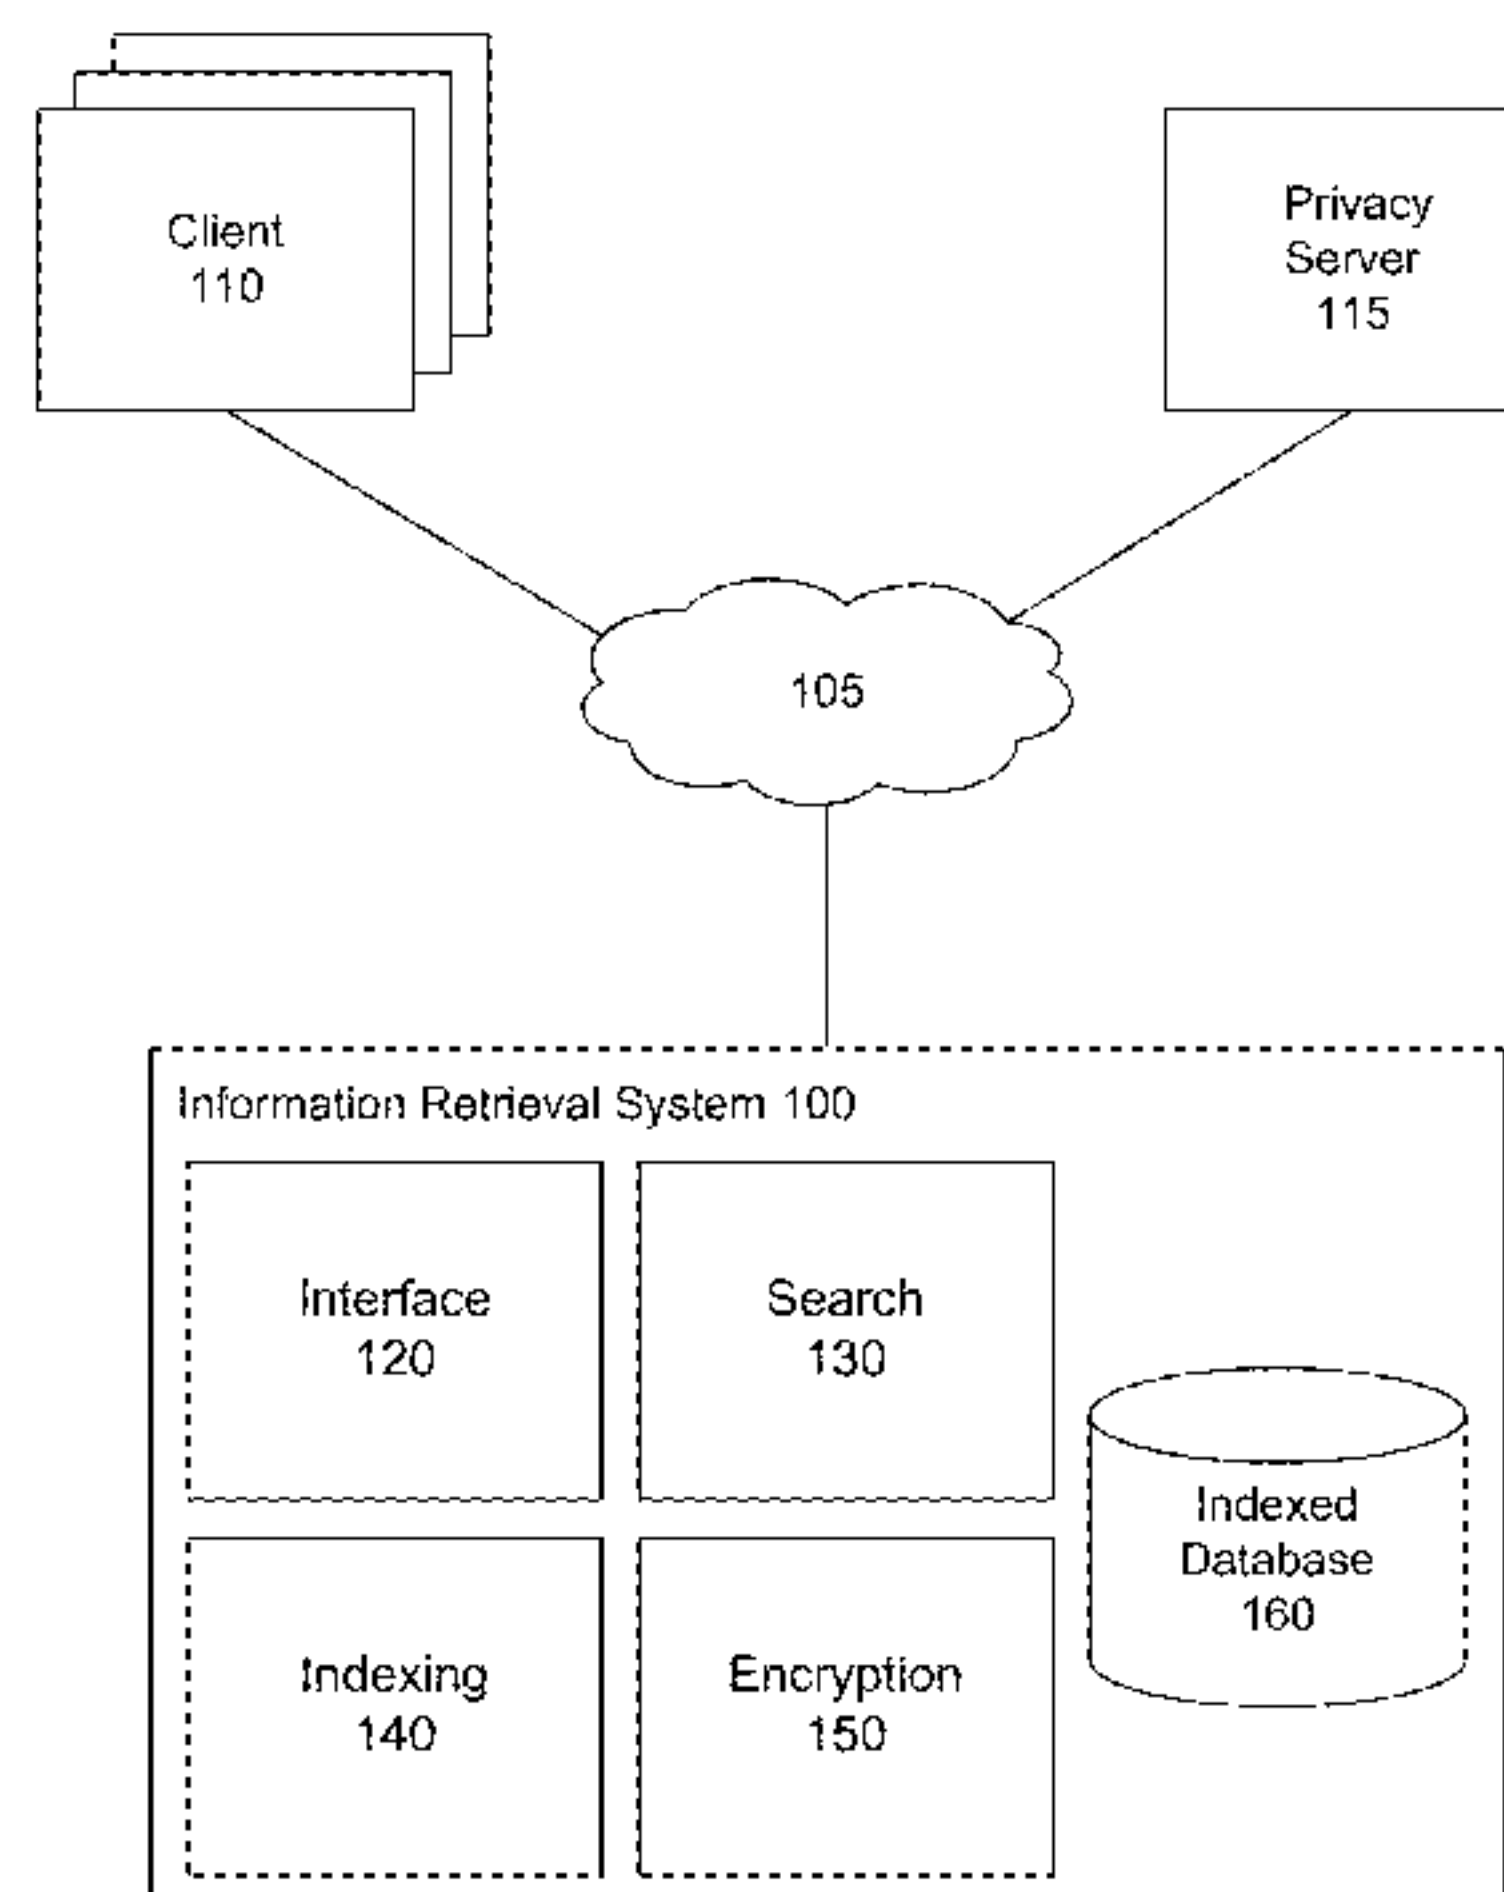 Client
110
Privacy
Server
115
105
Information Retrieval System 100
Interface
120
Search
130
Indexed
Database
160
Indexing
140
Encryption
150